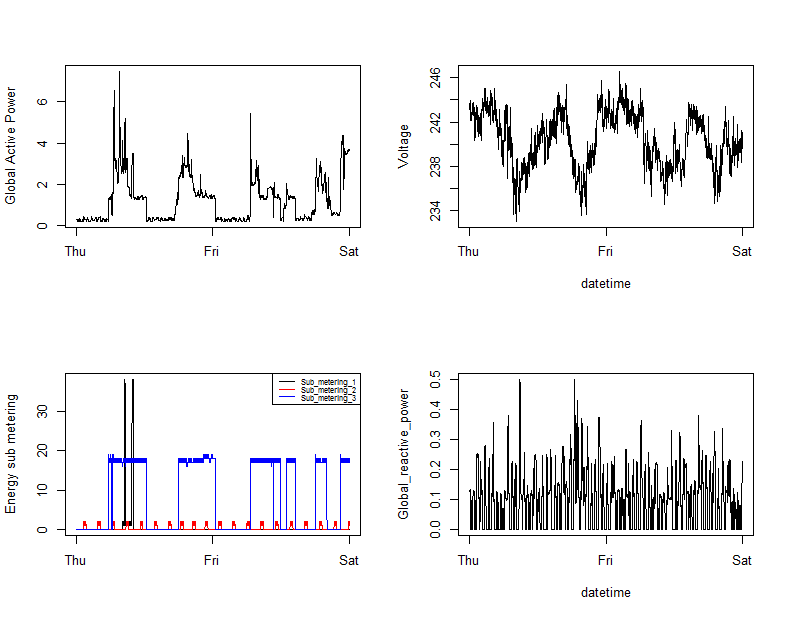 Global Active Power
6
4
2
0
Thu Fri Sat
Voltage
246
242
238
234
Thu Fri Sat
datetime
Energy sub metering
30
20
10
0
Thu Fri Sat
Sub_metering_1
Sub_metering_2
Sub_metering_3
Global_reactive_power
0.5
0.4
0.3
0.2
0.1
0.0
Thu Fri Sat
datetime